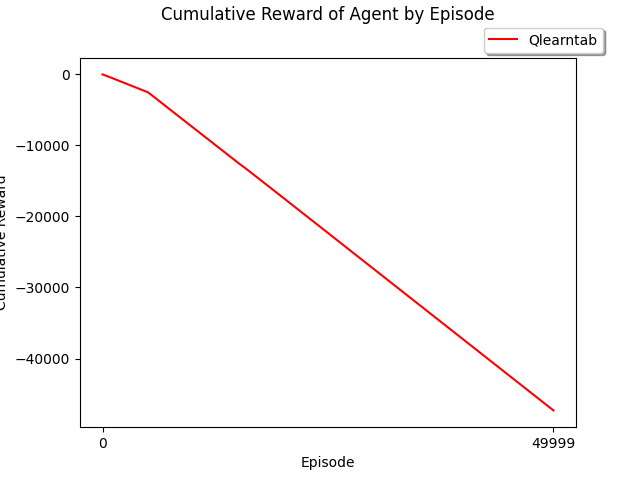 Cumulative Reward of Agent by Episode
Qlearntab
0
−10000
−20000
−30000
−40000
Cumulative Reward
0
49999
Episode